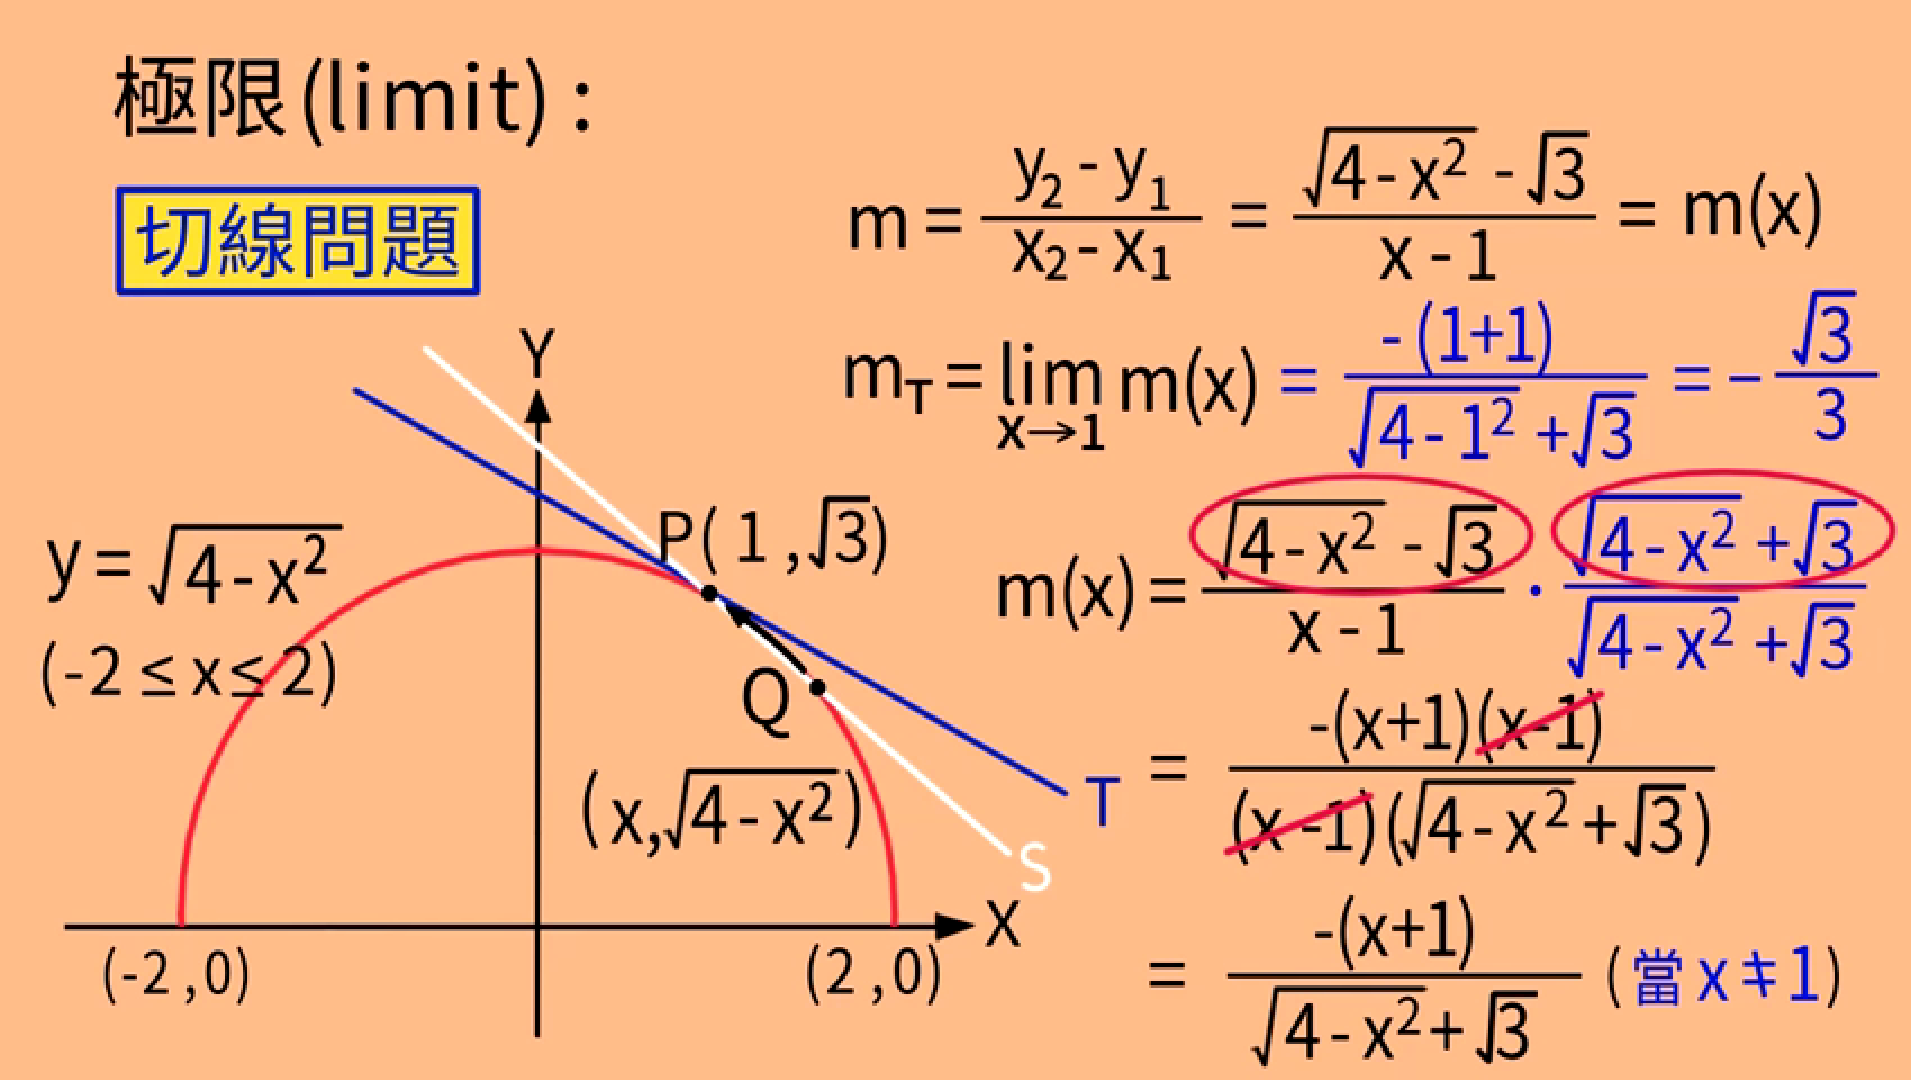 極限(limit)：
切線問題
m = (y₂ - y₁)/(x₂ - x₁) = (√(4-x²) - √3)/(x - 1) = m(x)
m_T = lim x→1 m(x) = -(1+1)/(√(4-1²) + √3) = - √3/3
m(x) = (√(4-x²) - √3)/(x - 1) · (√(4-x²) + √3)/(√(4-x²) + √3)
= -(x+1)(x-1)/((x-1)(√(4-x²) + √3))
= -(x+1)/(√(4-x²) + √3) (當 x ≠ 1)
Y
y = √(4-x²)
(-2 ≤ x ≤ 2)
P(1,√3)
Q
(x,√(4-x²))
T
S
X
(-2,0)
(2,0)